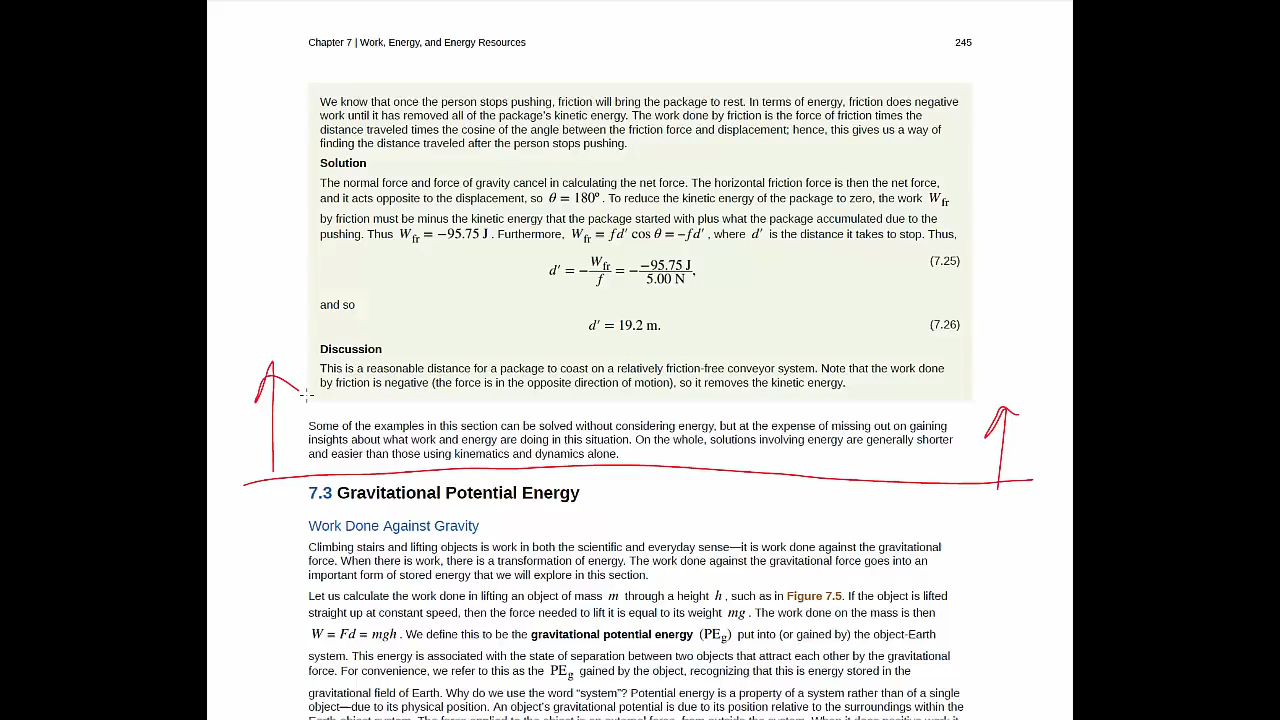 Chapter 7 | Work, Energy, and Energy Resources 245
We know that once the person stops pushing, friction will bring the package to rest. In terms of energy, friction does negative
work until it has removed all of the package's kinetic energy. The work done by friction is the force of friction times the
distance traveled times the cosine of the angle between the friction force and displacement; hence, this gives us a way of
finding the distance traveled after the person stops pushing.
Solution
The normal force and force of gravity cancel in calculating the net force. The horizontal friction force is then the net force,
and it acts opposite to the displacement, so θ = 180º . To reduce the kinetic energy of the package to zero, the work W_fr
by friction must be minus the kinetic energy that the package started with plus what the package accumulated due to the
pushing. Thus W_fr = −95.75 J . Furthermore, W_fr = fd′ cos θ = –fd′ , where d′ is the distance it takes to stop. Thus,
d′ = −W_fr/f = −−95.75 J/5.00 N, (7.25)
and so
d′ = 19.2 m. (7.26)
Discussion
This is a reasonable distance for a package to coast on a relatively friction-free conveyor system. Note that the work done
by friction is negative (the force is in the opposite direction of motion), so it removes the kinetic energy.
Some of the examples in this section can be solved without considering energy, but at the expense of missing out on gaining
insights about what work and energy are doing in this situation. On the whole, solutions involving energy are generally shorter
and easier than those using kinematics and dynamics alone.
7.3 Gravitational Potential Energy
Work Done Against Gravity
Climbing stairs and lifting objects is work in both the scientific and everyday sense—it is work done against the gravitational
force. When there is work, there is a transformation of energy. The work done against the gravitational force goes into an
important form of stored energy that we will explore in this section.
Let us calculate the work done in lifting an object of mass m through a height h , such as in Figure 7.5. If the object is lifted
straight up at constant speed, then the force needed to lift it is equal to its weight mg . The work done on the mass is then
W = Fd = mgh . We define this to be the gravitational potential energy (PE_g) put into (or gained by) the object-Earth
system. This energy is associated with the state of separation between two objects that attract each other by the gravitational
force. For convenience, we refer to this as the PE_g gained by the object, recognizing that this is energy stored in the
gravitational field of Earth. Why do we use the word “system”? Potential energy is a property of a system rather than of a single
object—due to its physical position. An object's gravitational potential is due to its position relative to the surroundings within the